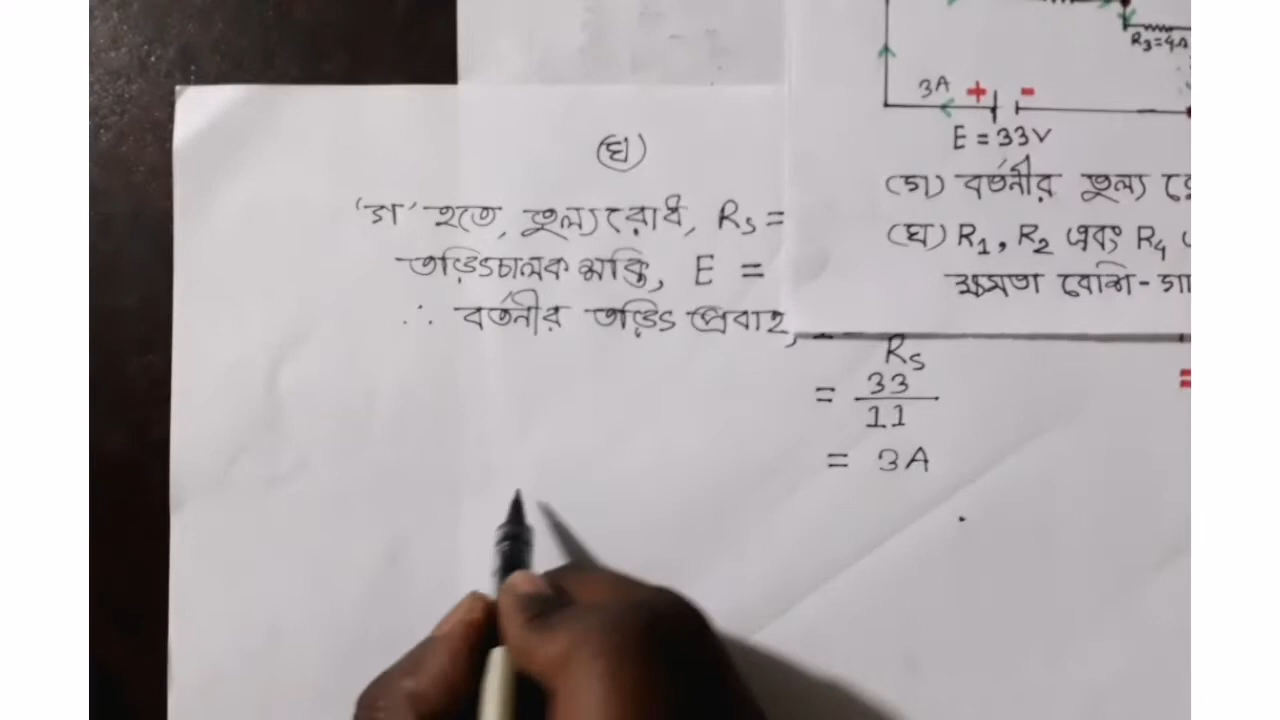 (ঘ)
'গ' হতে, তুল্যরোধ, Rs =
তড়িৎচালক শক্তি, E =
∴ বর্তনীর তড়িৎ প্রবাহ,
Rs
= 33
11
= 3A
R3=4Ω
3A + -
E = 33V
(গ) বর্তনীর তুল্য
(ঘ) R1, R2 এবং R4
ক্ষমতা বেশি-
=